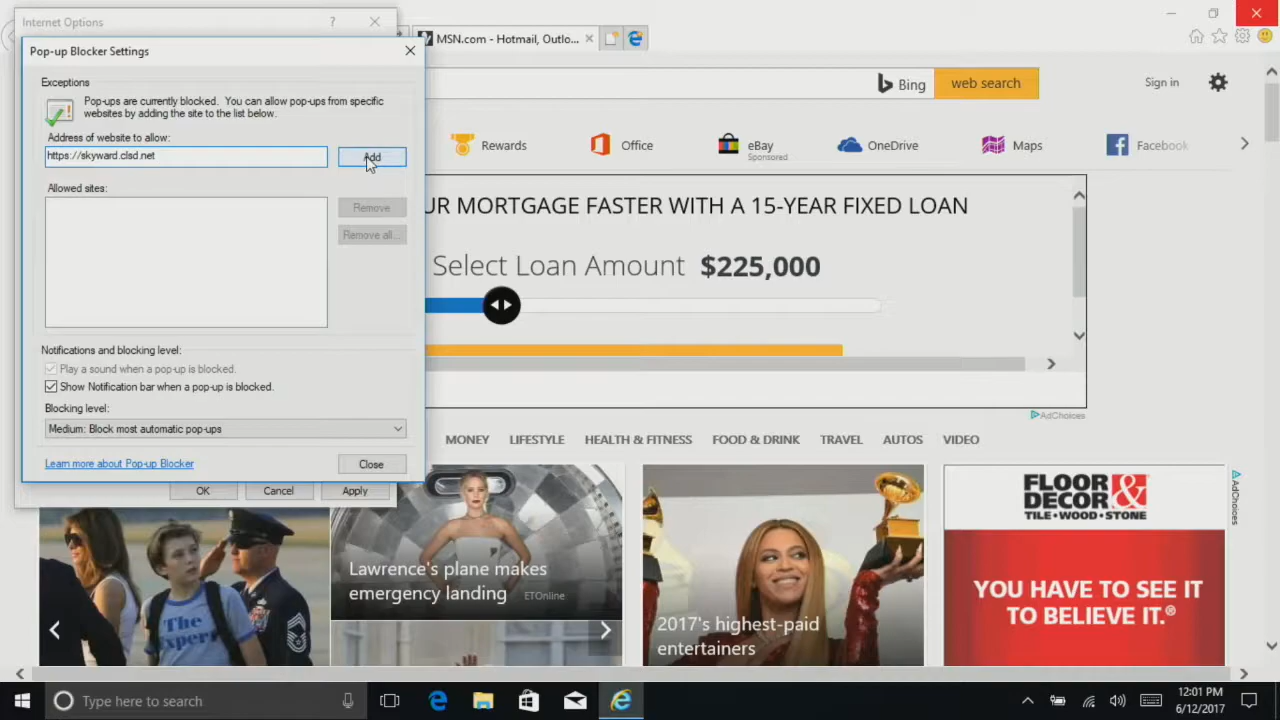 Internet Options
?
Pop-up Blocker Settings
Exceptions
Pop-ups are currently blocked. You can allow pop-ups from specific
websites by adding the site to the list below.
Address of website to allow:
https://skyward.clsd.net
Add
Allowed sites:
Remove
Remove all...
Notifications and blocking level:
Play a sound when a pop-up is blocked.
Show Notification bar when a pop-up is blocked.
Blocking level:
Medium: Block most automatic pop-ups
Learn more about Pop-up Blocker
Close
OK
Cancel
Apply
MSN.com - Hotmail, Outlo...
Bing
web search
Sign in
Rewards
Office
eBay
Sponsored
OneDrive
Maps
Facebook
UR MORTGAGE FASTER WITH A 15-YEAR FIXED LOAN
Select Loan Amount $225,000
AdChoices
MONEY
LIFESTYLE
HEALTH & FITNESS
FOOD & DRINK
TRAVEL
AUTOS
VIDEO
The
Expert
Lawrence's plane makes
emergency landing
ETOnline
2017's highest-paid
entertainers
FLOOR
&
DECOR
TILE • WOOD • STONE
YOU HAVE TO SEE IT
TO BELIEVE IT.®
AdChoices
Type here to search
12:01 PM
6/12/2017